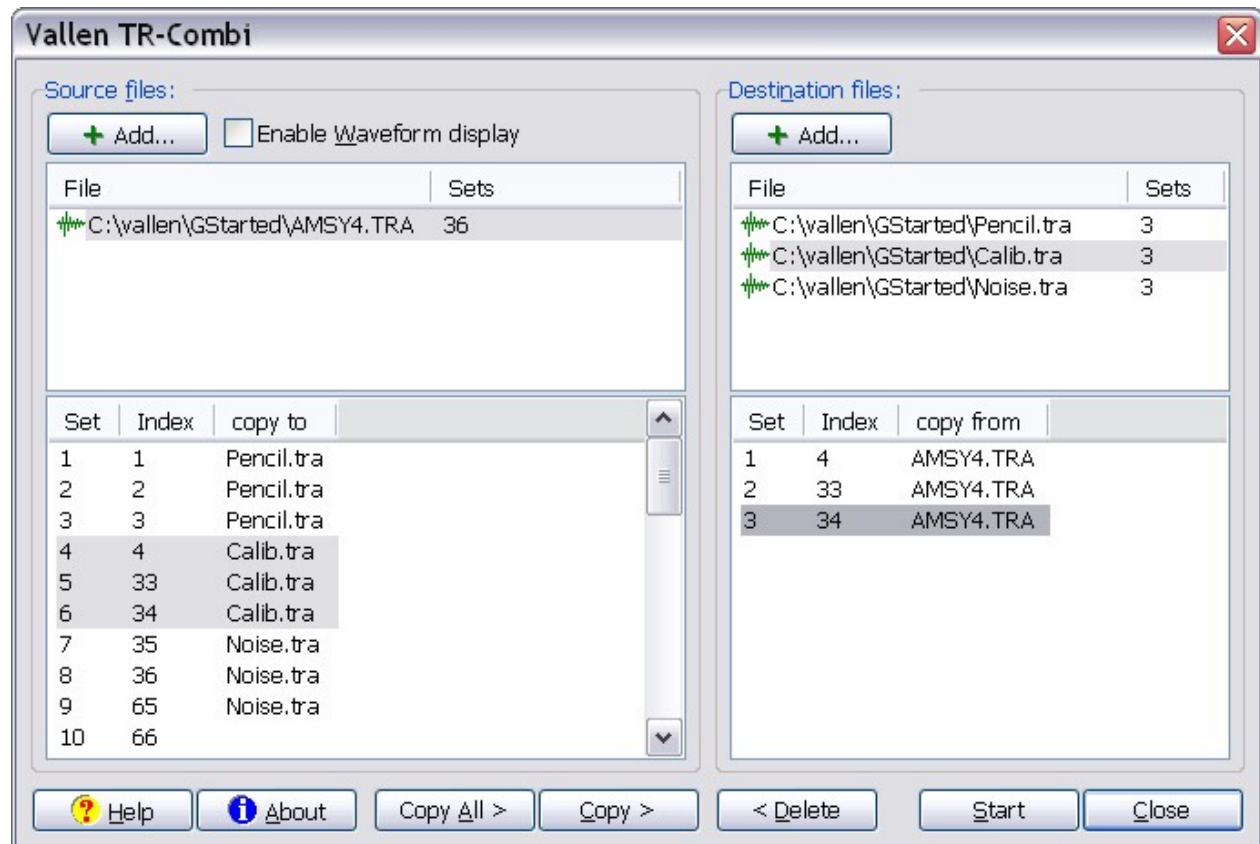 Vallen TR-Combi
Source files:
Add...
Enable Waveform display
File Sets
C:\vallen\GStarted\AMSY4.TRA 36
Set Index copy to
1 1 Pencil.tra
2 2 Pencil.tra
3 3 Pencil.tra
4 4 Calib.tra
5 33 Calib.tra
6 34 Calib.tra
7 35 Noise.tra
8 36 Noise.tra
9 65 Noise.tra
10 66
Destination files:
Add...
File Sets
C:\vallen\GStarted\Pencil.tra 3
C:\vallen\GStarted\Calib.tra 3
C:\vallen\GStarted\Noise.tra 3
Set Index copy from
1 4 AMSY4.TRA
2 33 AMSY4.TRA
3 34 AMSY4.TRA
? Help
i About
Copy All >
Copy >
< Delete
Start
Close